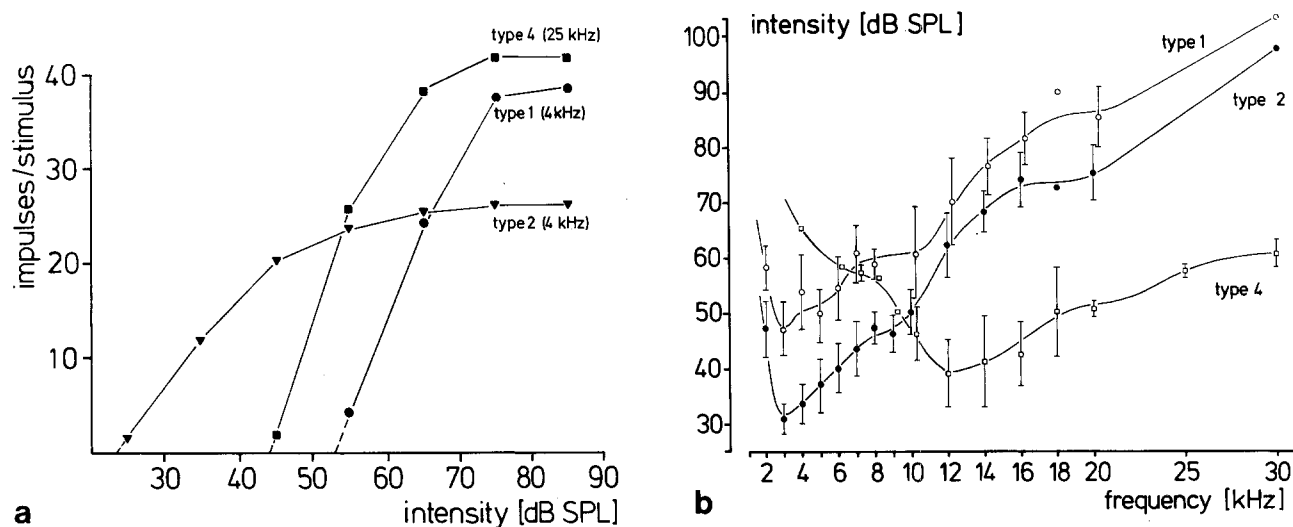 type 4 (25 kHz)
type 1 (4kHz)
type 2 (4 kHz)
impulses/stimulus
40
30
20
10
30 40 50 60 70 80 90
intensity [dB SPL]
a
intensity [dB SPL]
100
90
80
70
60
50
40
30
type 1
type 2
type 4
2 4 6 8 10 12 14 16 18 20 25 30
frequency [kHz]
b